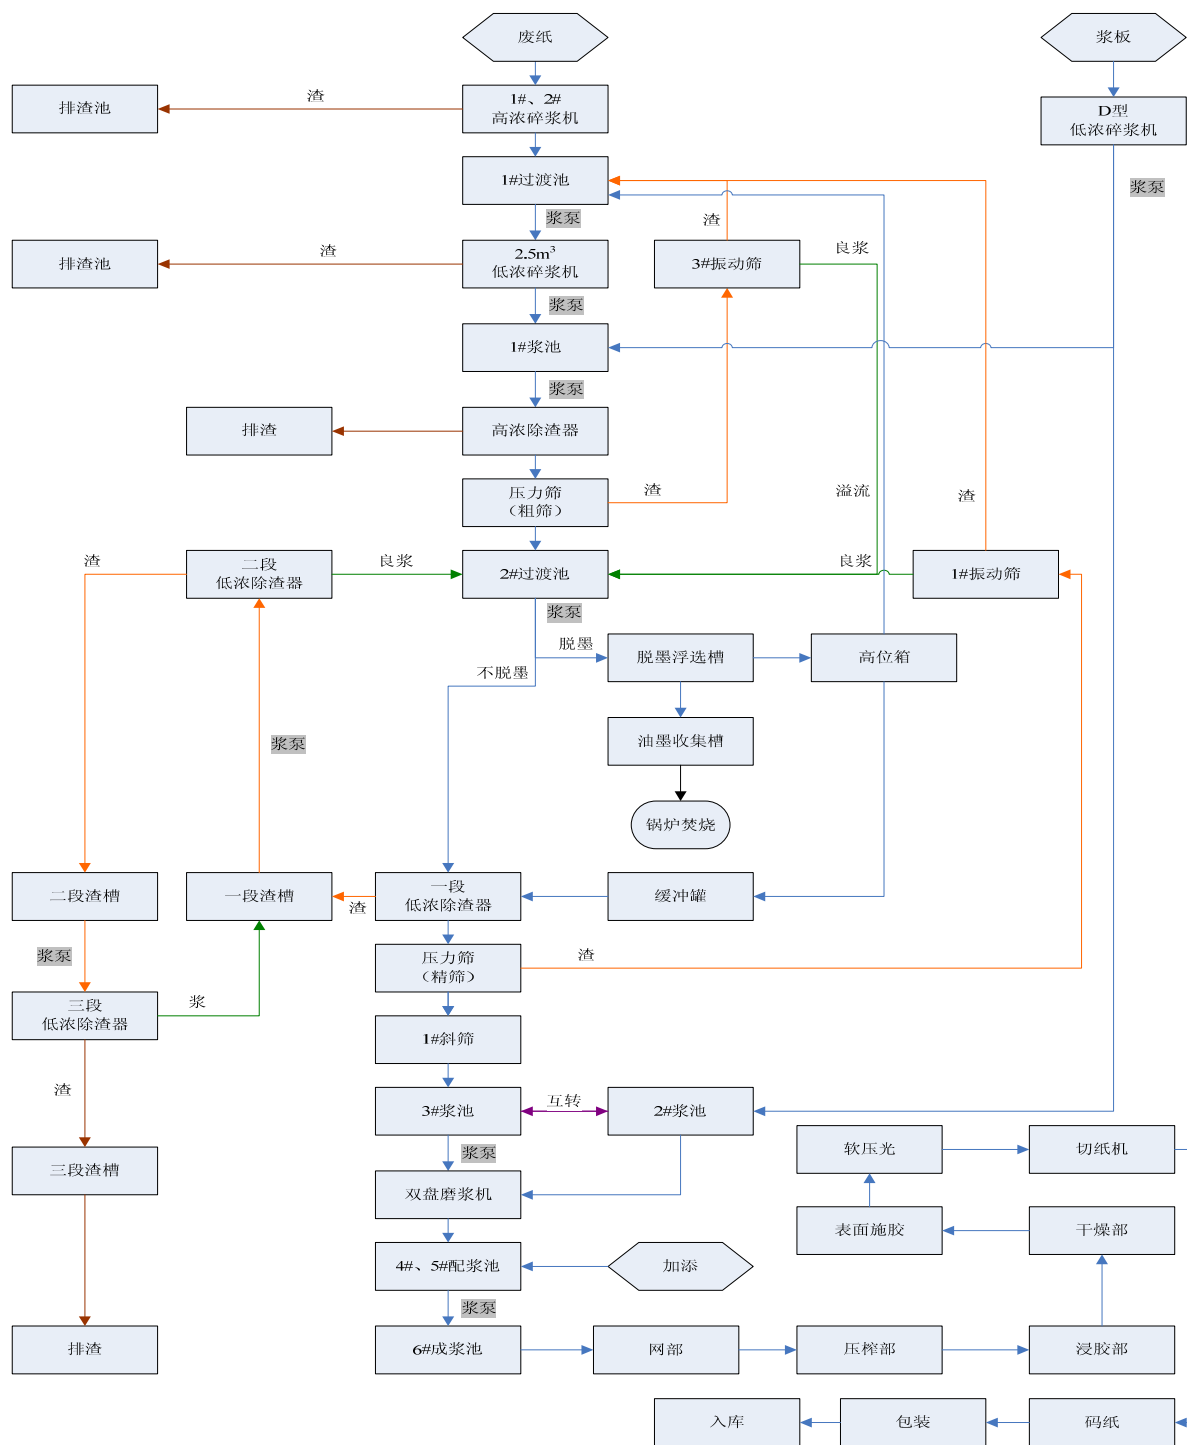 废纸
浆板
排渣池
渣
1#、2#
高浓碎浆机
D型
低浓碎浆机
1#过渡池
浆泵
浆泵
渣
良浆
排渣池
渣
2.5m³
低浓碎浆机
3#振动筛
浆泵
1#浆池
浆泵
排渣
高浓除渣器
压力筛
（粗筛）
渣
溢流
渣
渣
二段
低浓除渣器
良浆
2#过渡池
良浆
1#振动筛
浆泵
脱墨
不脱墨
脱墨浮选槽
高位箱
浆泵
油墨收集槽
锅炉焚烧
二段渣槽
一段渣槽
渣
一段
低浓除渣器
缓冲罐
浆泵
压力筛
（精筛）
渣
三段
低浓除渣器
浆
1#斜筛
渣
3#浆池
互转
2#浆池
浆泵
软压光
切纸机
三段渣槽
双盘磨浆机
表面施胶
干燥部
4#、5#配浆池
加添
浆泵
排渣
6#成浆池
网部
压榨部
浸胶部
入库
包装
码纸